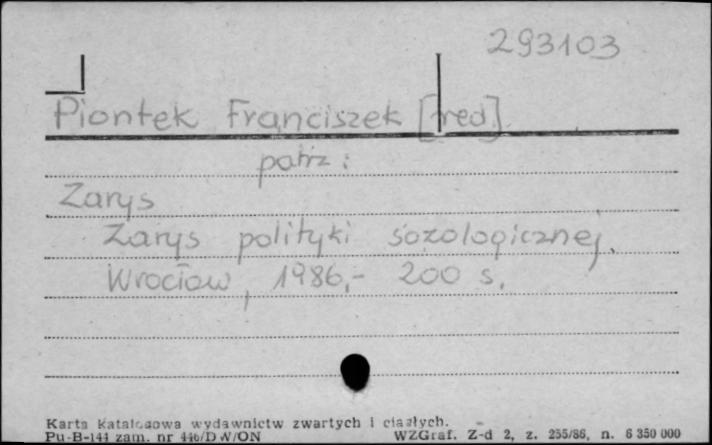 293103
Piontek Franciszek [red].
patrz:
Zarys
Zarys polityki sozologicznej.
Wrocław, 1986,- 200 s.
Karta Katalogowa wydawnictw zwartych i ciągłych.
Pu-B-144 zam. nr 446/DW/ON WZGraf. Z-d 2, z. 255/86, n. 6 350 000